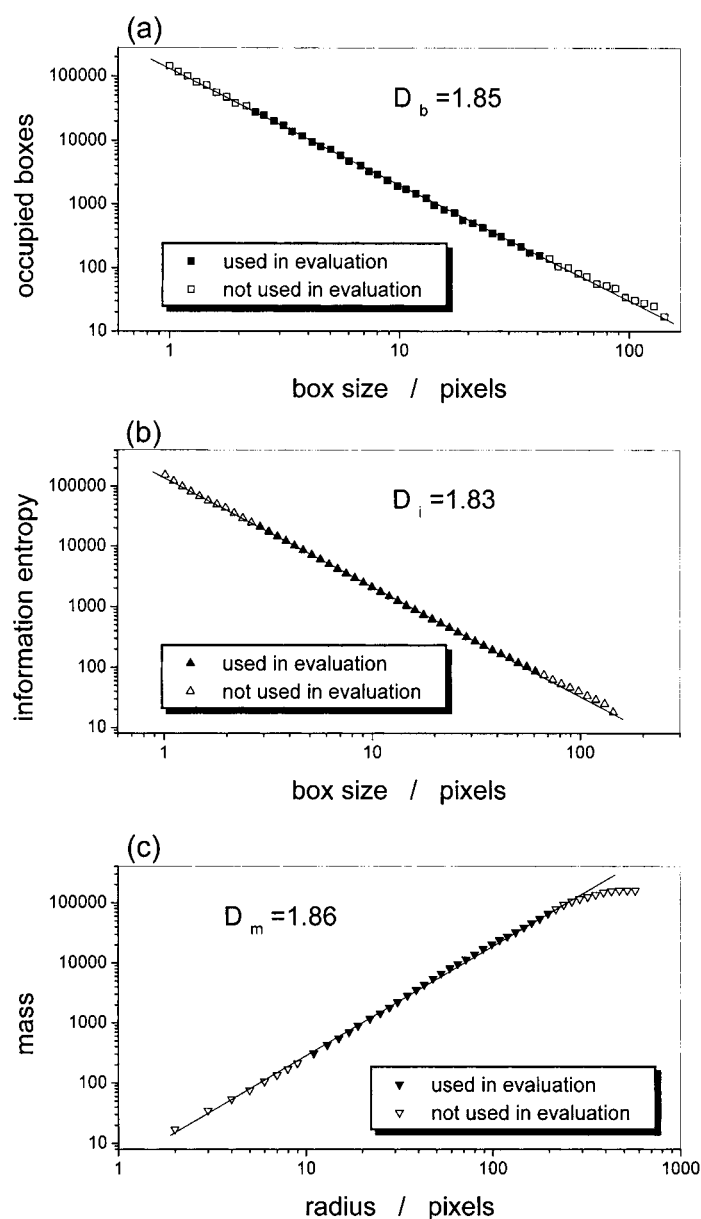 (a)
100000
10000
1000
100
10
occupied boxes
D b =1.85
used in evaluation
not used in evaluation
1
10
100
box size / pixels
(b)
100000
10000
1000
100
10
information entropy
D i =1.83
used in evaluation
not used in evaluation
1
10
100
box size / pixels
(c)
100000
10000
1000
100
10
mass
D m =1.86
used in evaluation
not used in evaluation
1
10
100
1000
radius / pixels